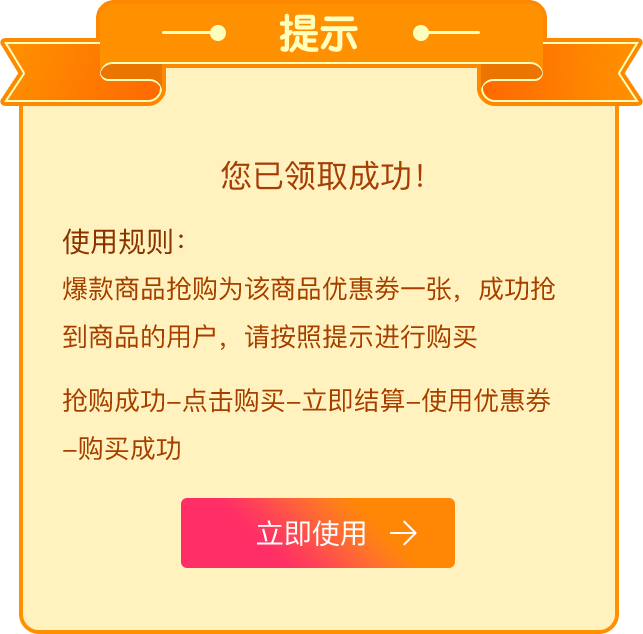 提示
您已领取成功!
使用规则:
爆款商品抢购为该商品优惠券一张，成功抢
到商品的用户，请按照提示进行购买
抢购成功–点击购买–立即结算–使用优惠券
–购买成功
立即使用